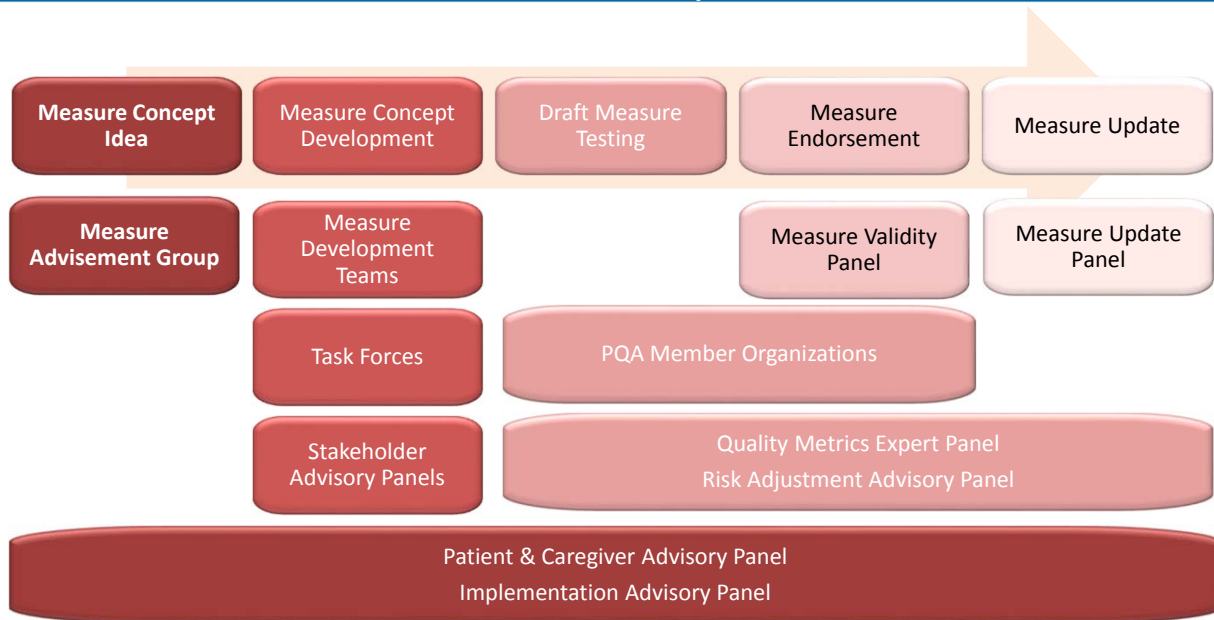 Measure Concept
Idea
Measure Concept
Development
Draft Measure
Testing
Measure
Endorsement
Measure Update
Measure
Advisement Group
Measure
Development
Teams
Measure Validity
Panel
Measure Update
Panel
Task Forces
PQA Member Organizations
Stakeholder
Advisory Panels
Quality Metrics Expert Panel
Risk Adjustment Advisory Panel
Patient & Caregiver Advisory Panel
Implementation Advisory Panel